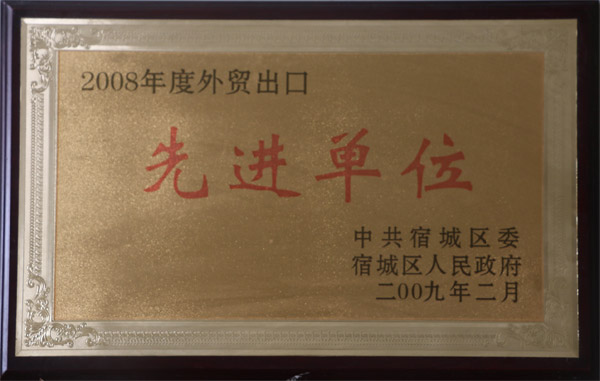 2008年度外贸出口
先进单位
中共宿城区委
宿城区人民政府
二00九年二月